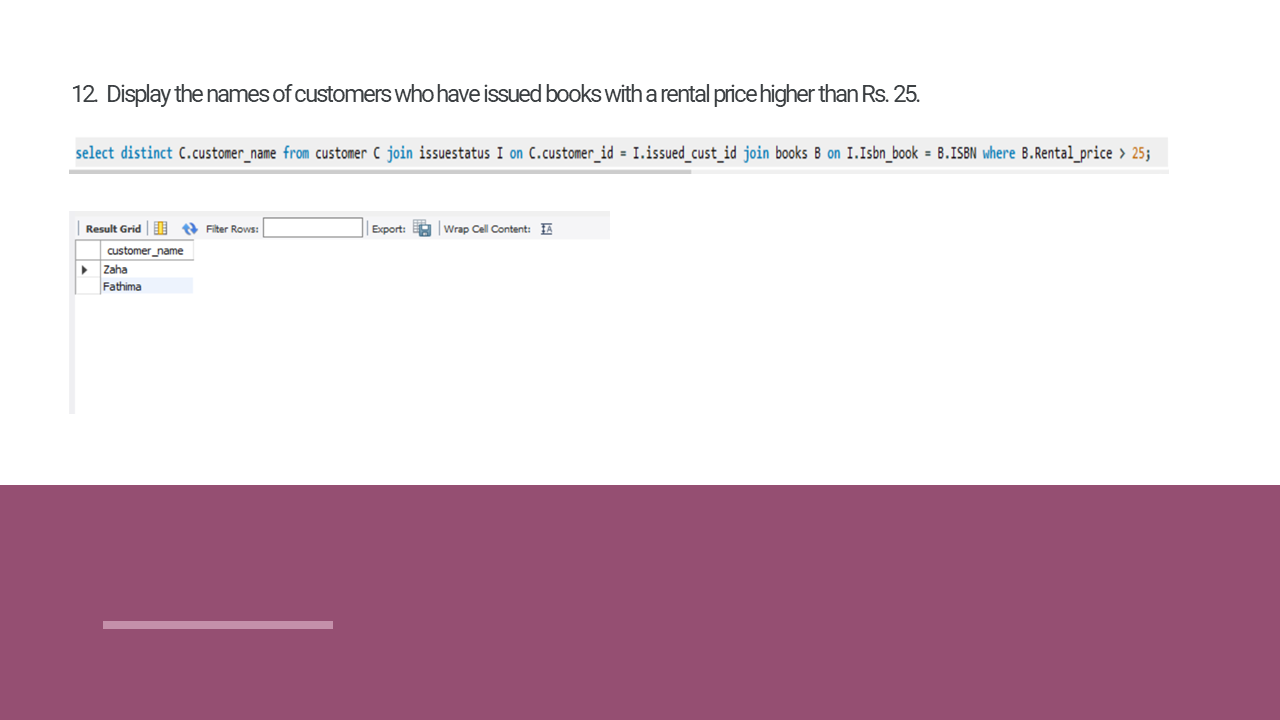 12. Display the names of customers who have issued books with a rental price higher than Rs. 25.
select distinct C.customer_name from customer C join issuestatus I on C.customer_id = I.issued_cust_id join books B on I.Isbn_book = B.ISBN where B.Rental_price > 25;
Result Grid Filter Rows: Export: Wrap Cell Content:
customer_name
Zaha
Fathima